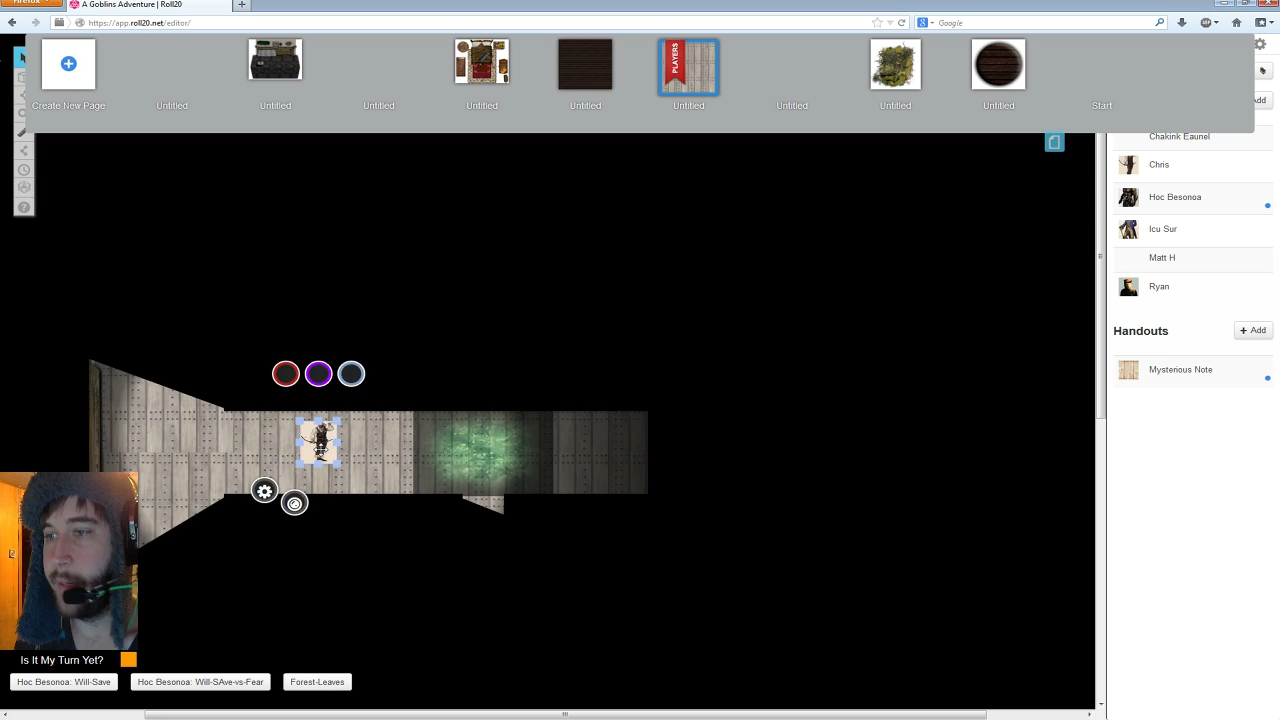 Firefox
A Goblins Adventure | Roll20
https://app.roll20.net/editor/
Google
PLAYERS
Create New Page
Untitled
Untitled
Untitled
Untitled
Untitled
Untitled
Untitled
Untitled
Untitled
Start
Add
Chakink Eaunel
Chris
Hoc Besonoa
Icu Sur
Matt H
Ryan
Handouts
+ Add
Mysterious Note
Is It My Turn Yet?
Hoc Besonoa: Will-Save
Hoc Besonoa: Will-SAve-vs-Fear
Forest-Leaves